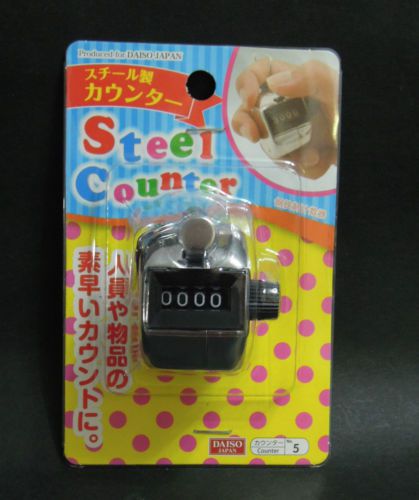 Produced for DAISO JAPAN
スチール製
カウンター
Steel
Counter
0000
0000
人員や物品の
素早いカウントに。
DAISO
JAPAN
カウンター
Counter
No.
5